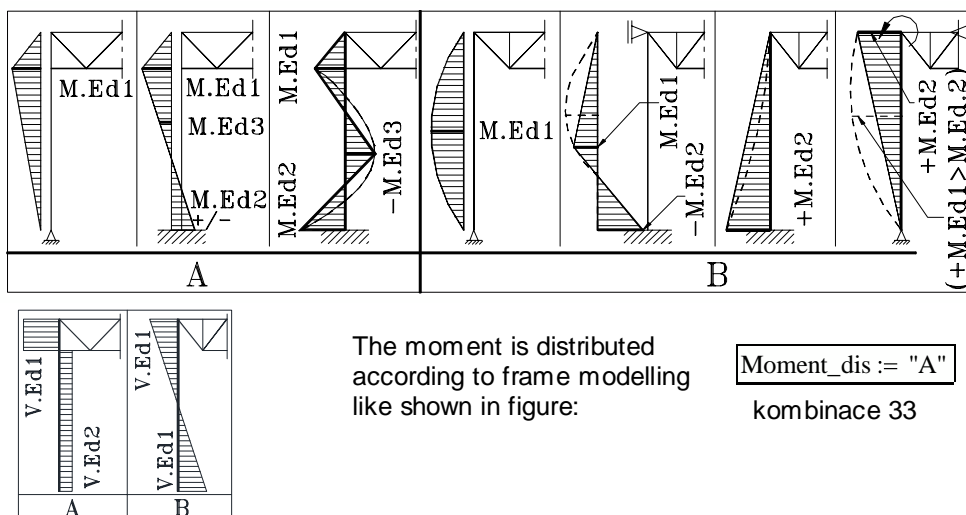 M.Ed1
M.Ed1
M.Ed3
M.Ed2
+ -
M.Ed1
M.Ed2
-M.Ed3
M.Ed1
M.Ed1
-M.Ed2
+M.Ed2
+M.Ed2
(+M.Ed1>M.Ed.2)
A
B
V.Ed1
V.Ed2
V.Ed1
V.Ed1
A
B
The moment is distributed
according to frame modelling
like shown in figure:
Moment_dis := "A"
kombinace 33